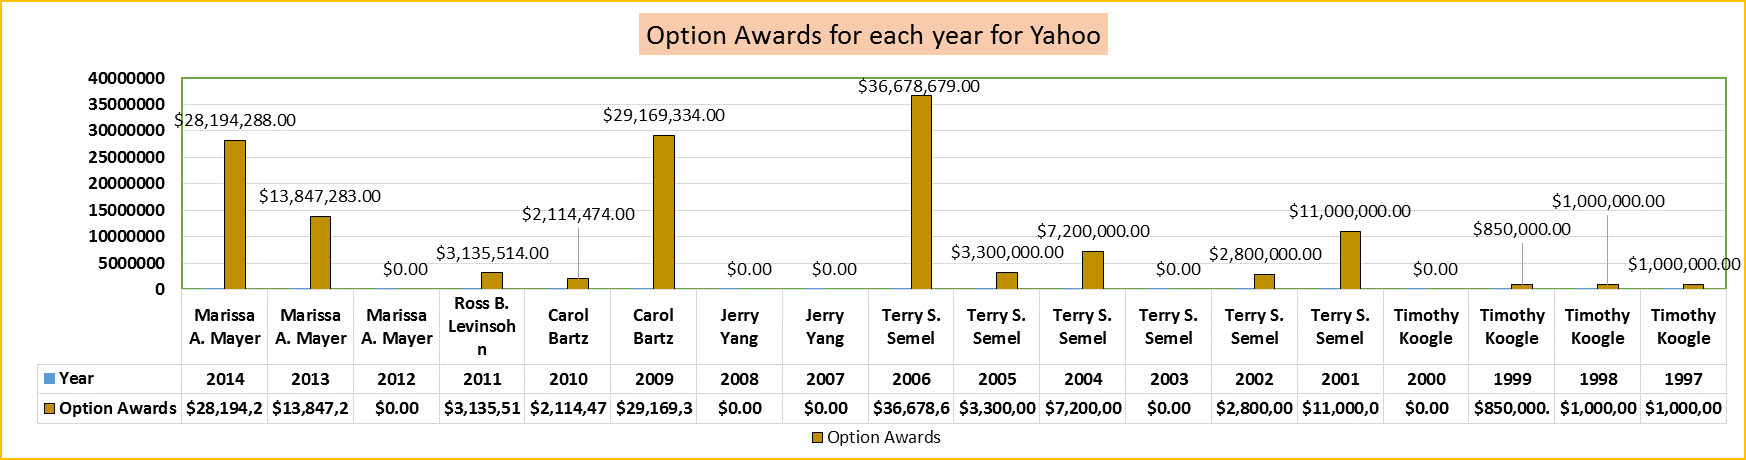 Option Awards for each year for Yahoo
40000000
35000000
30000000
25000000
20000000
15000000
10000000
5000000
0
$28,194,288.00
$13,847,283.00
$0.00
$3,135,514.00
$2,114,474.00
$29,169,334.00
$0.00
$0.00
$36,678,679.00
$3,300,000.00
$7,200,000.00
$0.00
$2,800,000.00
$11,000,000.00
$0.00
$850,000.00
$1,000,000.00
$1,000,000.00
Marissa
A. Mayer
Marissa
A. Mayer
Marissa
A. Mayer
Ross B.
Levinsoh
n
Carol
Bartz
Carol
Bartz
Jerry
Yang
Jerry
Yang
Terry S.
Semel
Terry S.
Semel
Terry S.
Semel
Terry S.
Semel
Terry S.
Semel
Terry S.
Semel
Timothy
Koogle
Timothy
Koogle
Timothy
Koogle
Timothy
Koogle
Year 2014 2013 2012 2011 2010 2009 2008 2007 2006 2005 2004 2003 2002 2001 2000 1999 1998 1997
Option Awards $28,194,2 $13,847,2 $0.00 $3,135,51 $2,114,47 $29,169,3 $0.00 $0.00 $36,678,6 $3,300,00 $7,200,00 $0.00 $2,800,00 $11,000,0 $0.00 $850,000. $1,000,00 $1,000,00
Option Awards